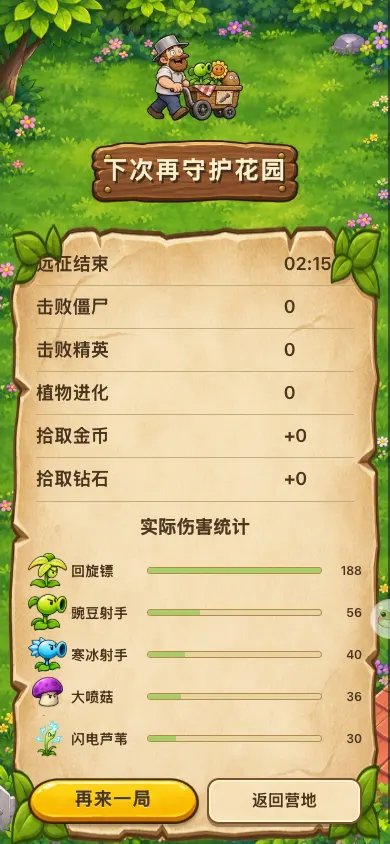 下次再守护花园
远征结束 02:15
击败僵尸 0
击败精英 0
植物进化 0
拾取金币 +0
拾取钻石 +0
实际伤害统计
回旋镖 188
豌豆射手 56
寒冰射手 40
大喷菇 36
闪电芦苇 30
再来一局 返回营地